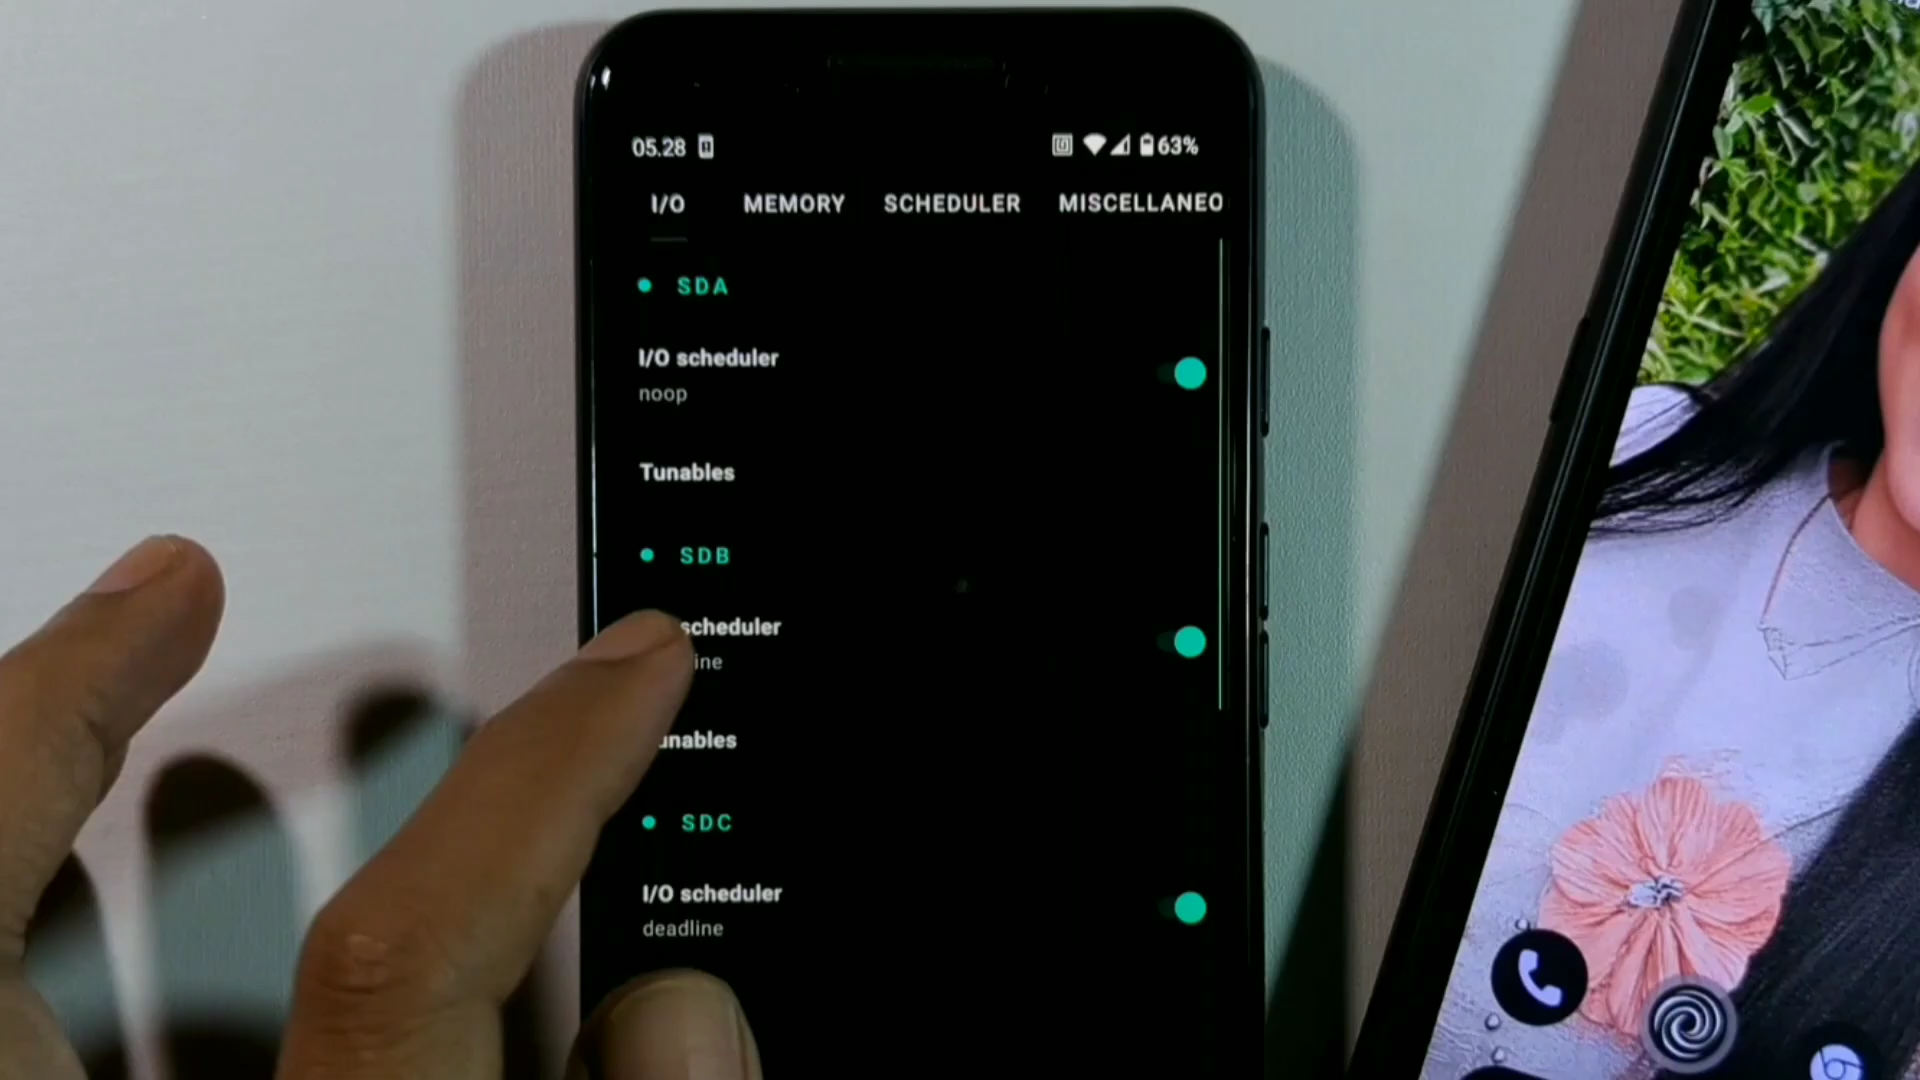 05.28 63%
I/O MEMORY SCHEDULER MISCELLANEO
SDA
I/O scheduler
noop
Tunables
SDB
scheduler
ine
unables
SDC
I/O scheduler
deadline